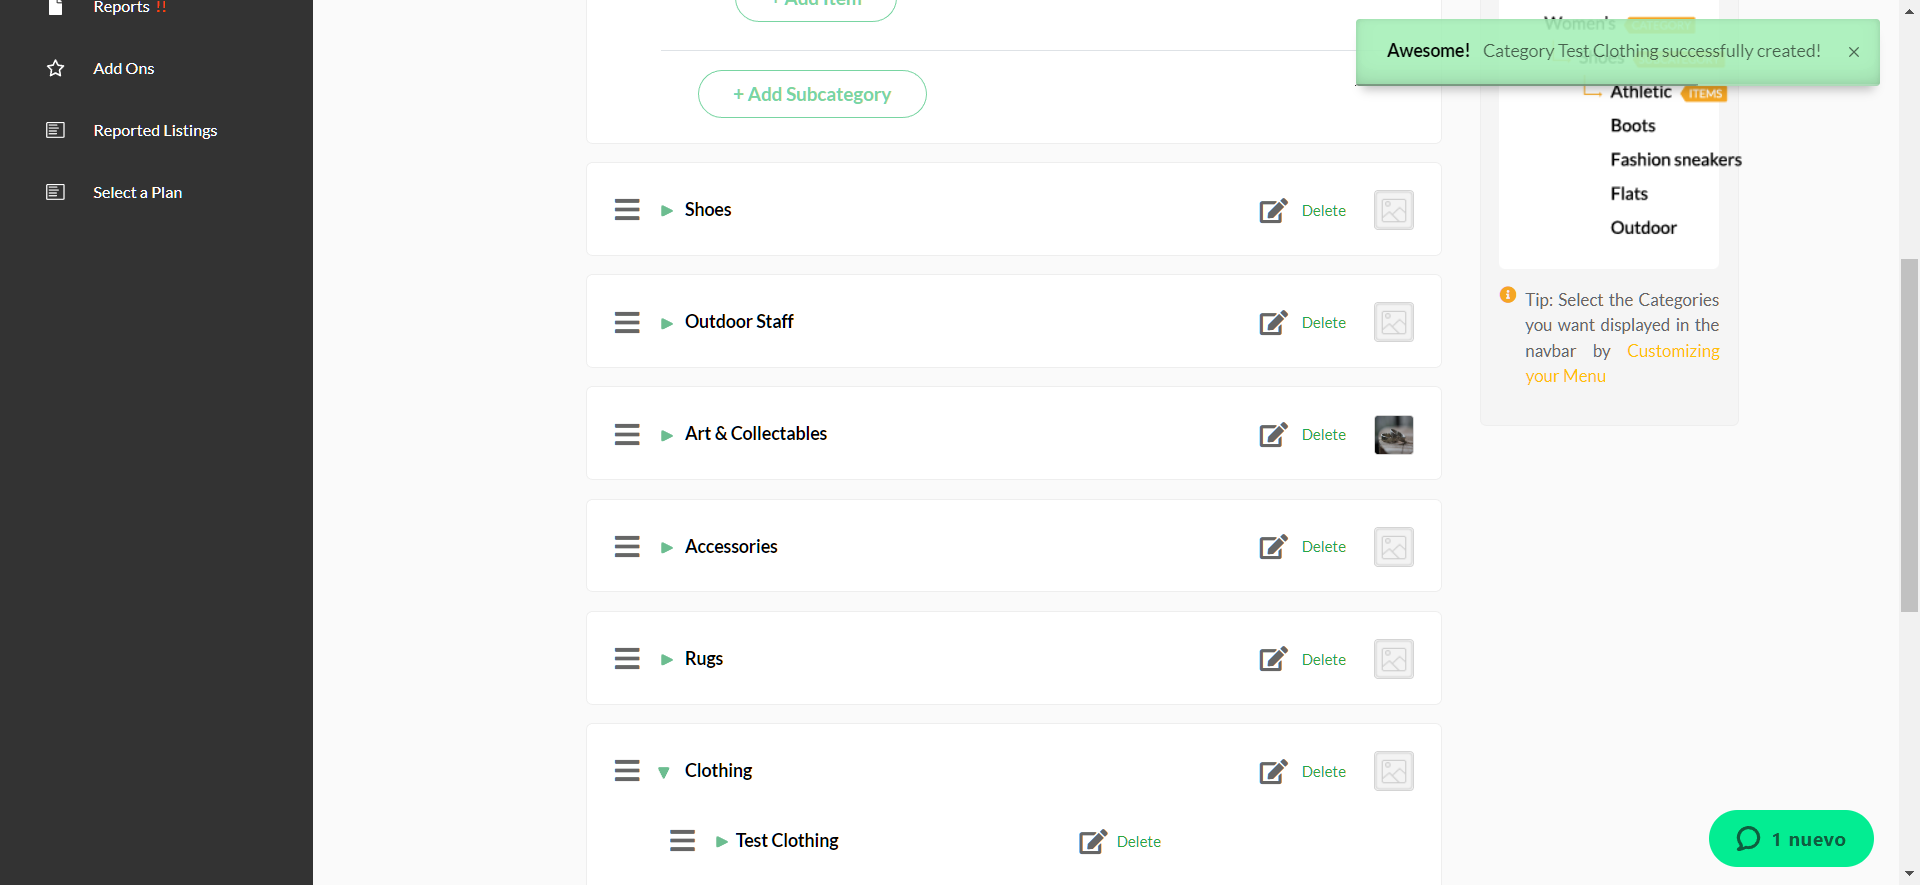 Reports !!
Add Ons
Reported Listings
Select a Plan
+ Add Item
+ Add Subcategory
Shoes
Delete
Outdoor Staff
Delete
Art & Collectables
Delete
Accessories
Delete
Rugs
Delete
Clothing
Delete
Test Clothing
Delete
Women's
Awesome! Category Test Clothing successfully created!
Shoes
Athletic ITEMS
Boots
Fashion sneakers
Flats
Outdoor
Tip: Select the Categories
you want displayed in the
navbar by Customizing
your Menu
1 nuevo